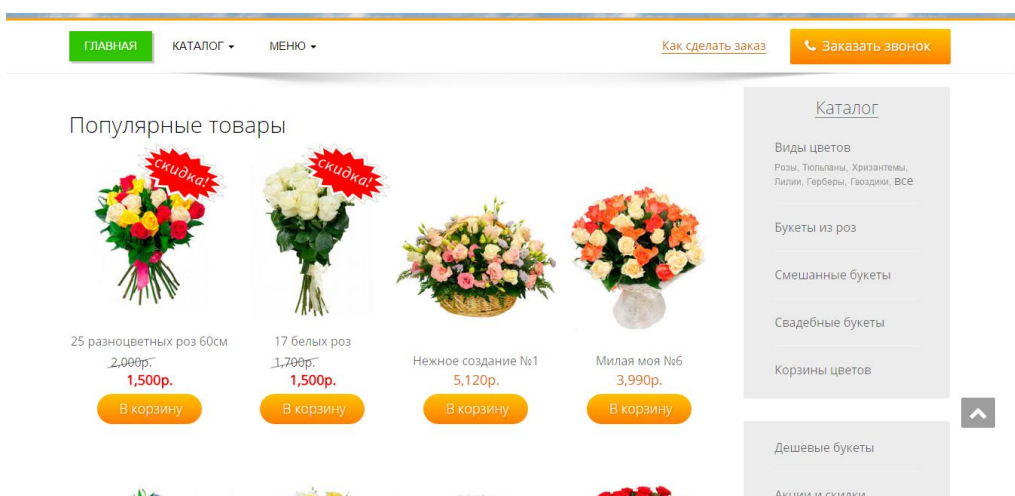 ГЛАВНАЯ КАТАЛОГ МЕНЮ Как сделать заказ Заказать звонок
Популярные товары
скидка! скидка!
25 разноцветных роз 60см
2,000р.
1,500р.
В корзину
17 белых роз
1,700р.
1,500р.
В корзину
Нежное создание №1
5,120р.
В корзину
Милая моя №6
3,990р.
В корзину
Каталог
Виды цветов
Розы, Тюльпаны, Хризантемы,
Лилии, Герберы, Гвоздики, все
Букеты из роз
Смешанные букеты
Свадебные букеты
Корзины цветов
Дешевые букеты
Акции и скидки